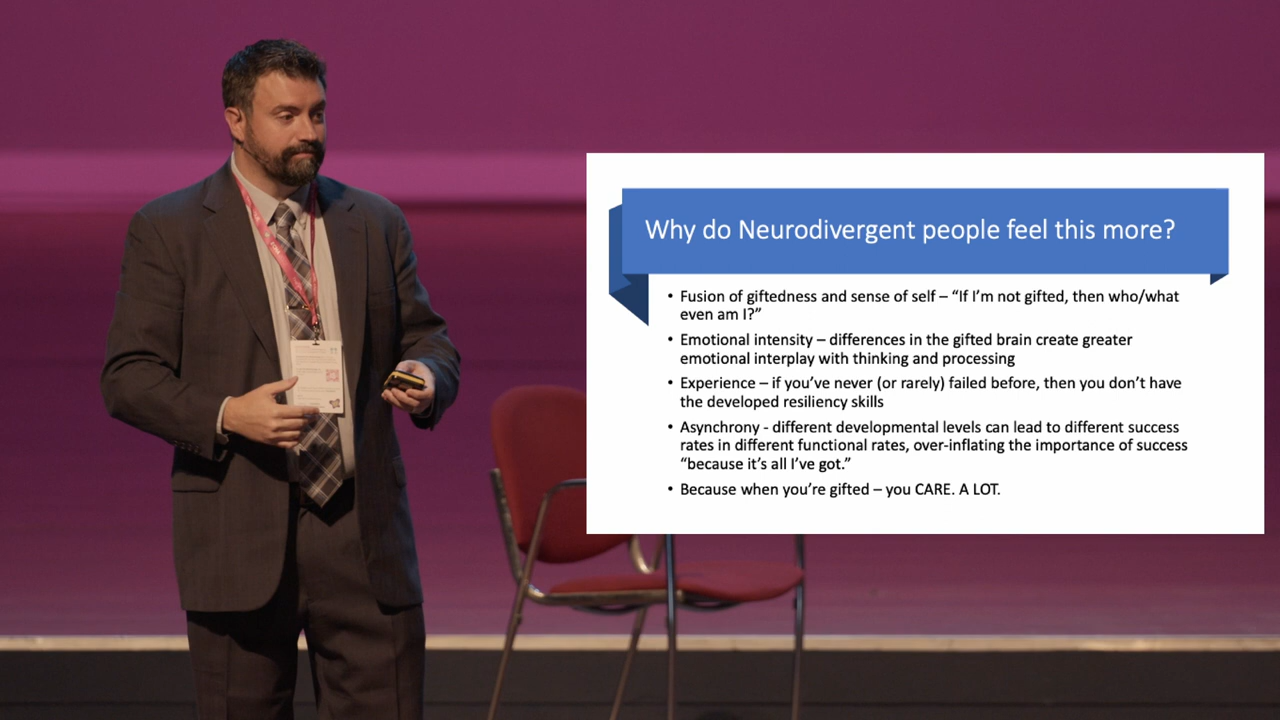 Why do Neurodivergent people feel this more?
• Fusion of giftedness and sense of self – “If I’m not gifted, then who/what
even am I?”
• Emotional intensity – differences in the gifted brain create greater
emotional interplay with thinking and processing
• Experience – if you’ve never (or rarely) failed before, then you don’t have
the developed resiliency skills
• Asynchrony - different developmental levels can lead to different success
rates in different functional rates, over-inflating the importance of success
“because it’s all I’ve got.”
• Because when you’re gifted – you CARE. A LOT.